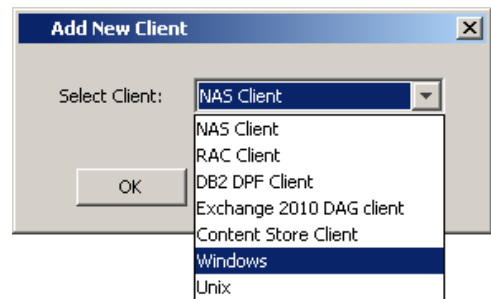 Add New Client
Select Client: NAS Client
NAS Client
RAC Client
DB2 DPF Client
Exchange 2010 DAG client
Content Store Client
Windows
Unix
OK